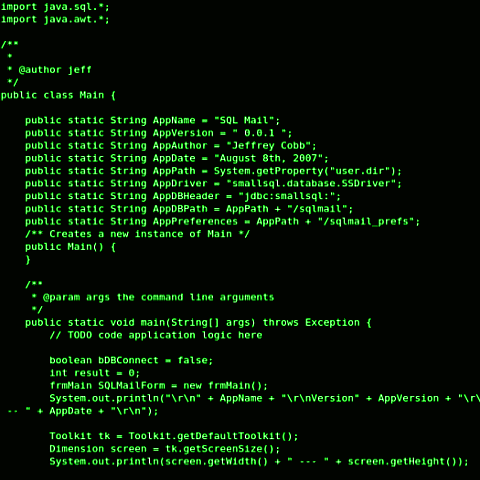 import java.sql.*;
import java.awt.*;
/**
 *
 * @author jeff
 */
public class Main {
    public static String AppName = "SQL Mail";
    public static String AppVersion = " 0.0.1 ";
    public static String AppAuthor = "Jeffrey Cobb";
    public static String AppDate = "August 8th, 2007";
    public static String AppPath = System.getProperty("user.dir");
    public static String AppDriver = "smallsql.database.SSDriver";
    public static String AppDBHeader = "jdbc:smallsql:";
    public static String AppDBPath = AppPath + "/sqlmail";
    public static String AppPreferences = AppPath + "/sqlmail_prefs";
    /** Creates a new instance of Main */
    public Main() {
    }
    /**
     * @param args the command line arguments
     */
    public static void main(String[] args) throws Exception {
        // TODO code application logic here
        boolean bDBConnect = false;
        int result = 0;
        frmMain SQLMailForm = new frmMain();
        System.out.println("\r\n" + AppName + "\r\nVersion" + AppVersion + "\r\
 -- " + AppDate + "\r\n");
        Toolkit tk = Toolkit.getDefaultToolkit();
        Dimension screen = tk.getScreenSize();
        System.out.println(screen.getWidth() + " --- " + screen.getHeight());